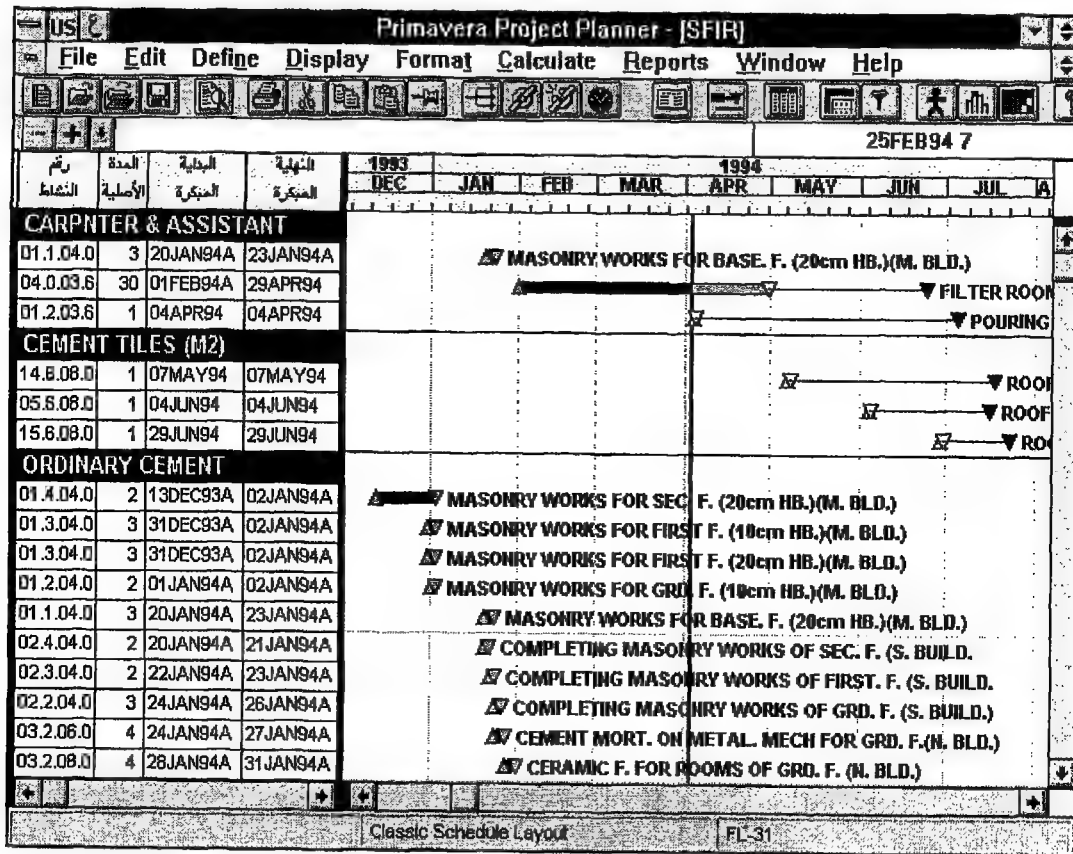 US
Primavera Project Planner - [SFIR]
File Edit Define Display Format Calculate Reports Window Help
25FEB94 7
رقم النشاط المدة الأصلية البداية المبكرة النهاية المبكرة
1993 1994
DEC JAN FEB MAR APR MAY JUN JUL A
CARPNTER & ASSISTANT
01.1.04.0 3 20JAN94A 23JAN94A MASONRY WORKS FOR BASE. F. (20cm HB.)(M. BLD.)
04.0.03.6 30 01FEB94A 29APR94 FILTER ROOM
01.2.03.6 1 04APR94 04APR94 POURING
CEMENT TILES (M2)
14.6.06.0 1 07MAY94 07MAY94 ROOF
05.6.06.0 1 04JUN94 04JUN94 ROOF
15.6.06.0 1 29JUN94 29JUN94 ROO
ORDINARY CEMENT
01.4.04.0 2 13DEC93A 02JAN94A MASONRY WORKS FOR SEC. F. (20cm HB.)(M. BLD.)
01.3.04.0 3 31DEC93A 02JAN94A MASONRY WORKS FOR FIRST F. (10cm HB.)(M. BLD.)
01.3.04.0 3 31DEC93A 02JAN94A MASONRY WORKS FOR FIRST F. (20cm HB.)(M. BLD.)
01.2.04.0 2 01JAN94A 02JAN94A MASONRY WORKS FOR GRD. F. (10cm HB.)(M. BLD.)
01.1.04.0 3 20JAN94A 23JAN94A MASONRY WORKS FOR BASE. F. (20cm HB.)(M. BLD.)
02.4.04.0 2 20JAN94A 21JAN94A COMPLETING MASONRY WORKS OF SEC. F. (S. BUILD.
02.3.04.0 2 22JAN94A 23JAN94A COMPLETING MASONRY WORKS OF FIRST. F. (S. BUILD.
02.2.04.0 3 24JAN94A 26JAN94A COMPLETING MASONRY WORKS OF GRD. F. (S. BUILD.)
03.2.06.0 4 24JAN94A 27JAN94A CEMENT MORT. ON METAL. MECH FOR GRD. F.(N. BLD.)
03.2.08.0 4 28JAN94A 31JAN94A CERAMIC F. FOR ROOMS OF GRD. F. (N. BLD.)
Classic Schedule Layout FL-31